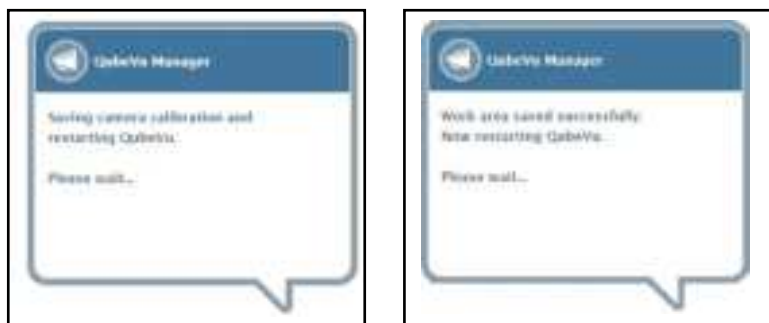 QubeVu Manager
Saving camera calibration and
restarting QubeVu.
Please wait...
QubeVu Manager
Work area saved successfully.
Now restarting QubeVu.
Please wait...